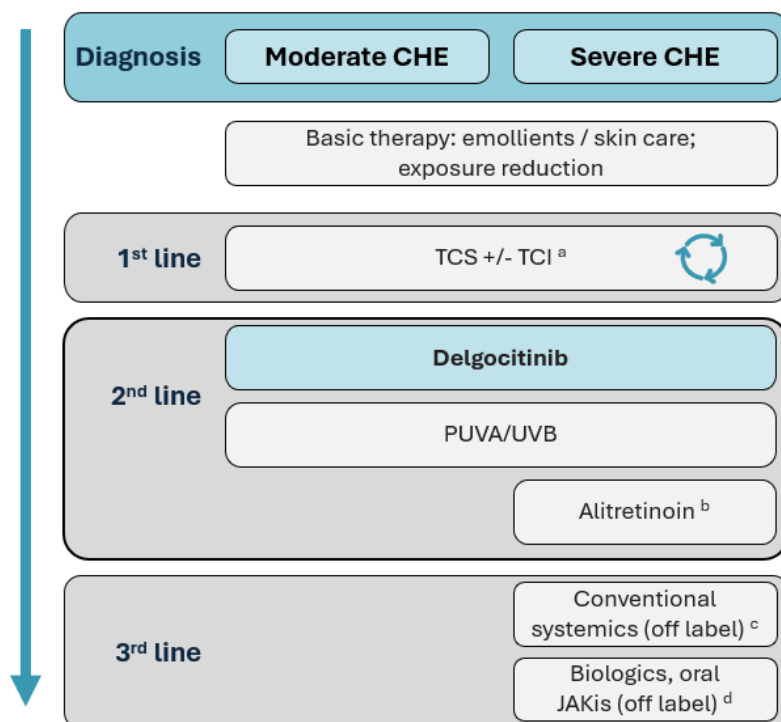 Diagnosis
Moderate CHE
Severe CHE
Basic therapy: emollients / skin care;
exposure reduction
1st line
TCS +/- TCI a
2nd line
Delgocitinib
PUVA/UVB
Alitretinoin b
3rd line
Conventional
systemics (off label) c
Biologics, oral
JAKis (off label) d